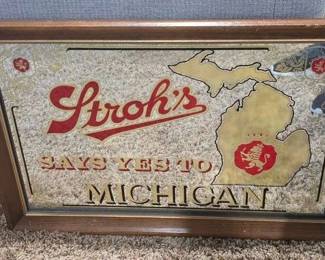 Stroh's
SAYS YES TO
MICHIGAN